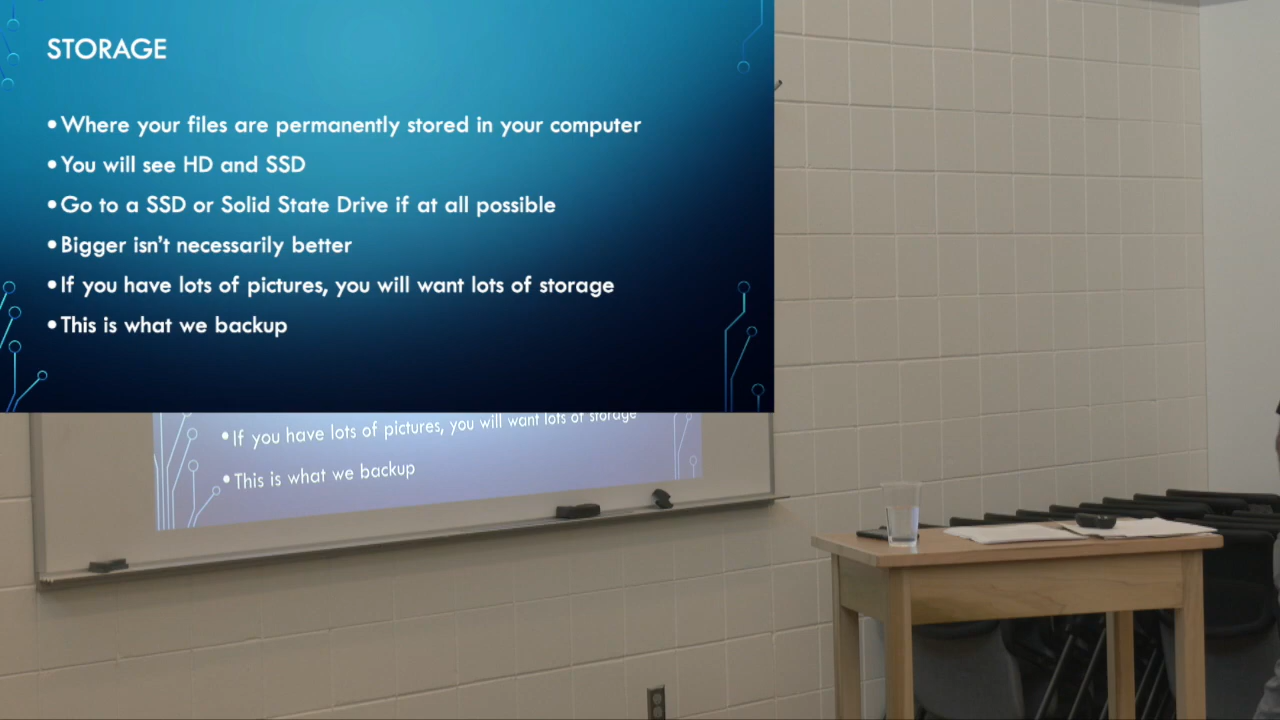 STORAGE
•Where your files are permanently stored in your computer
•You will see HD and SSD
•Go to a SSD or Solid State Drive if at all possible
•Bigger isn't necessarily better
•If you have lots of pictures, you will want lots of storage
•This is what we backup
•If you have lots of pictures, you will want lots of storage
•This is what we backup